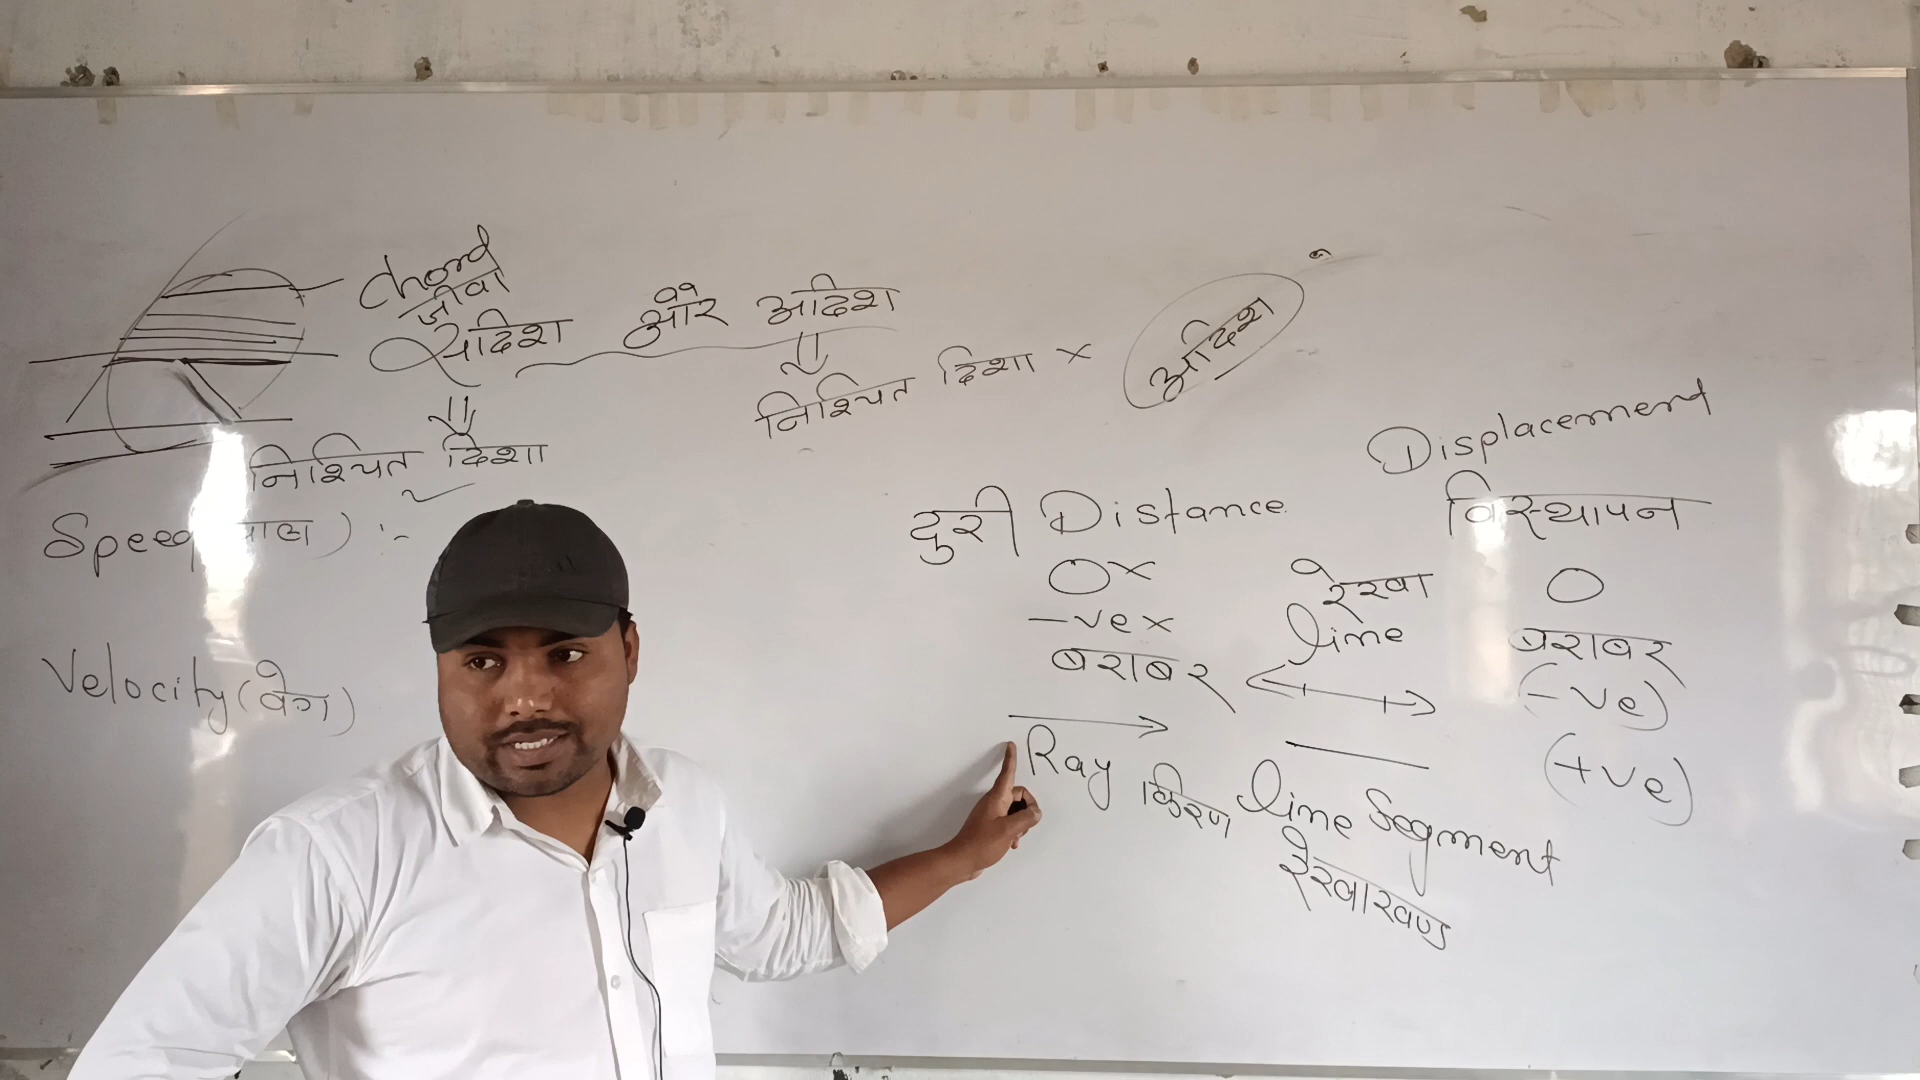 Chord
जीवा
सदिश और अदिश
निश्चित दिशा
निश्चित दिशा ×
अदिश
Speed
Velocity (वेग)
दुरी Distance
0×
-ve×
बराबर
Ray किरण
रेखा
line
line Segment
रेखाखण्ड
Displacement
विस्थापन
0
बराबर
(-ve)
(+ve)